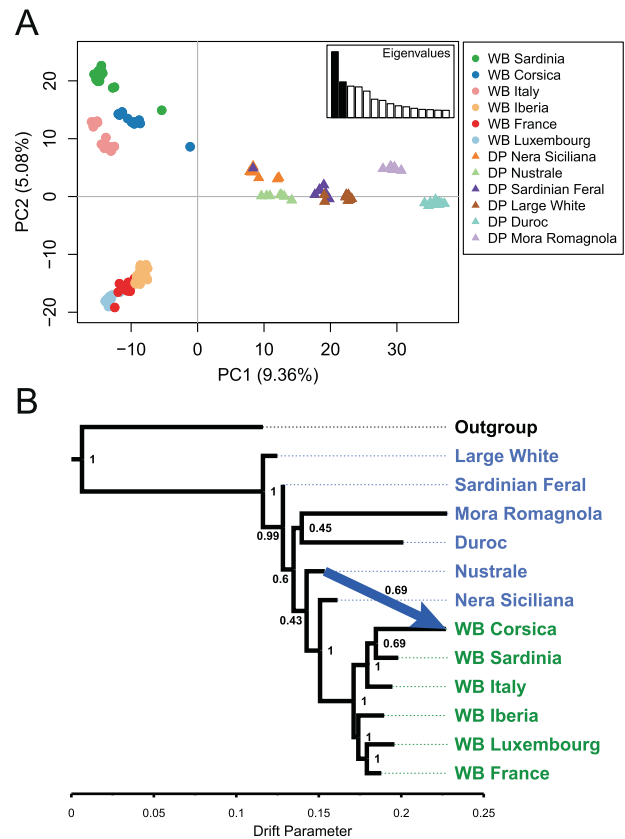 A
Eigenvalues
20
10
0
−10
−20
PC2 (5.08%)
−10
0
10
20
30
PC1 (9.36%)
WB Sardinia
WB Corsica
WB Italy
WB Iberia
WB France
WB Luxembourg
DP Nera Siciliana
DP Nustrale
DP Sardinian Feral
DP Large White
DP Duroc
DP Mora Romagnola
B
Outgroup
1
Large White
1
Sardinian Feral
0.99
Mora Romagnola
0.45
Duroc
0.6
Nustrale
0.69
Nera Siciliana
0.43
WB Corsica
0.69
1
WB Sardinia
1
WB Italy
1
WB Iberia
1
WB Luxembourg
1
WB France
0
0.05
0.1
0.15
0.2
0.25
Drift Parameter